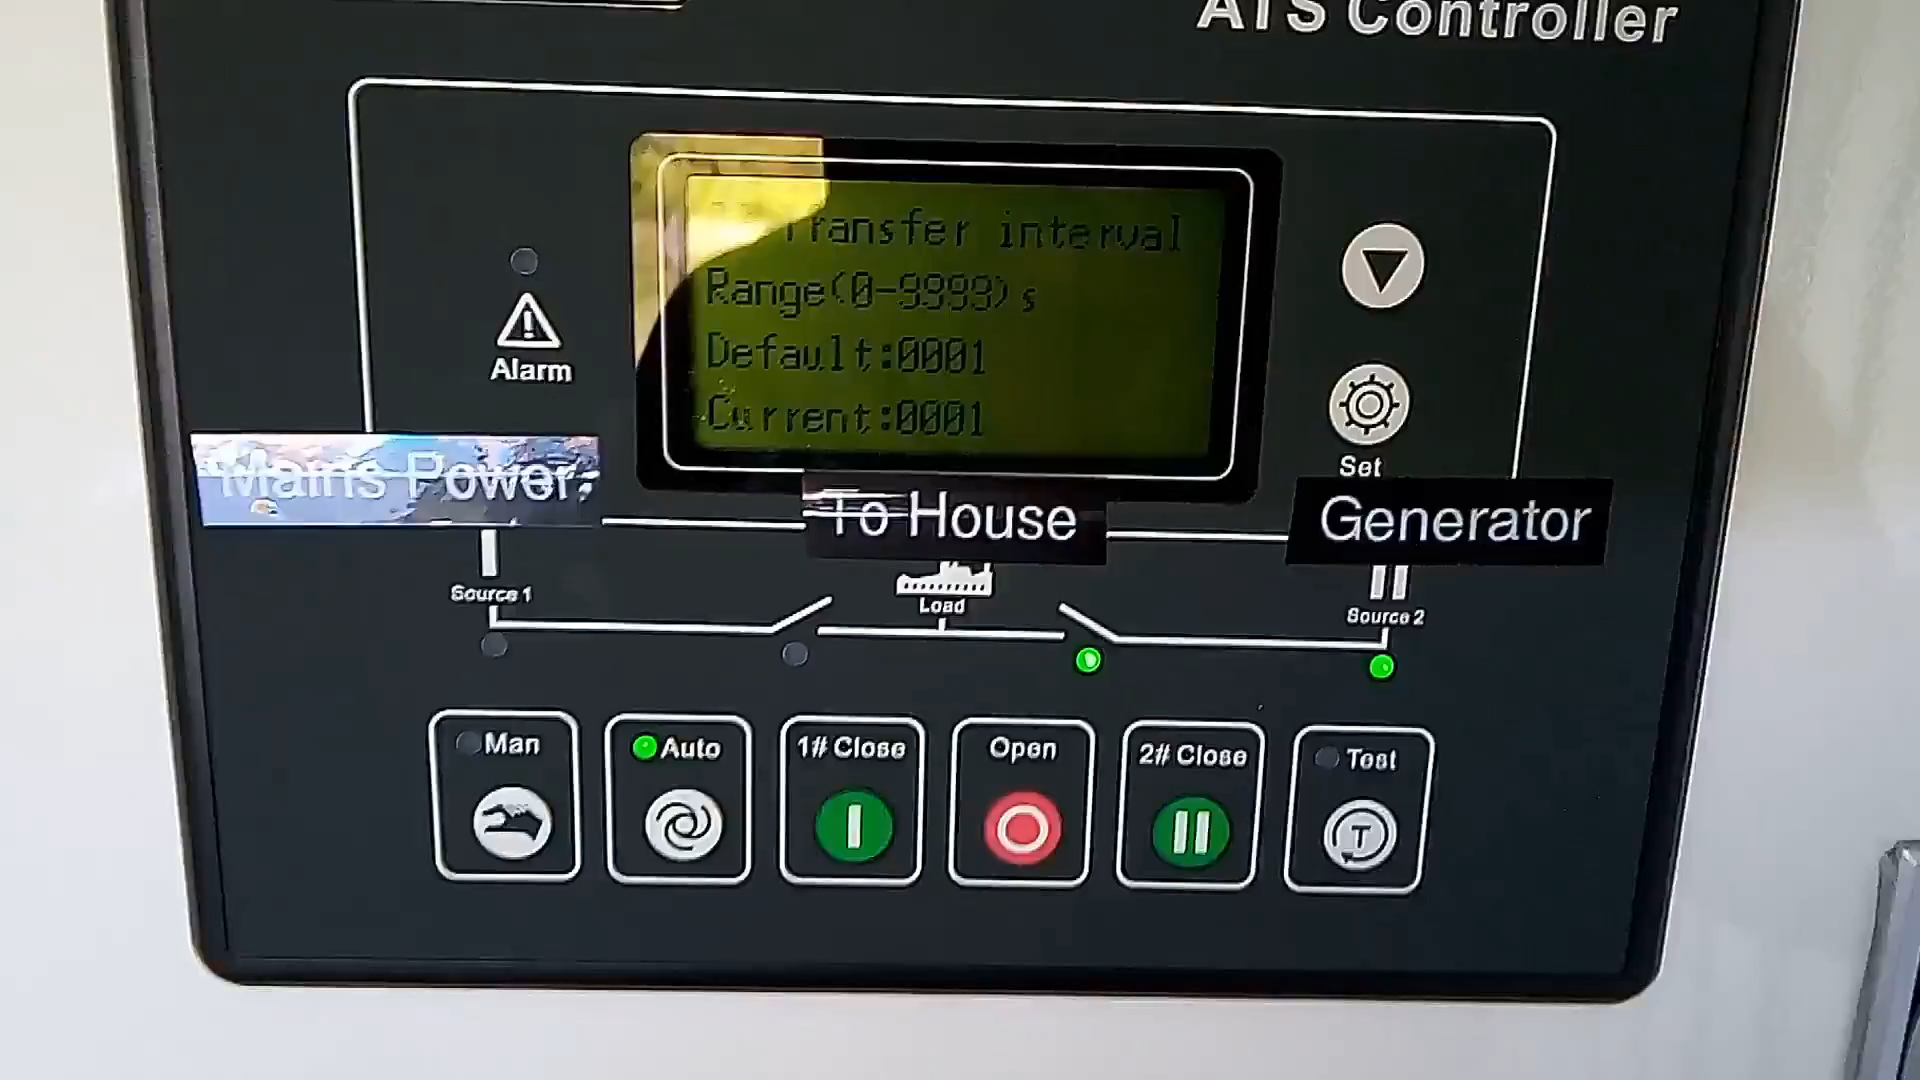 ATS Controller
Transfer interval
Range(0-9999)s
Default:0001
Current:0001
Alarm
Set
Mains Power
To House
Generator
Source 1
Load
Source 2
Man
Auto
1# Close
Open
2# Close
Test
T